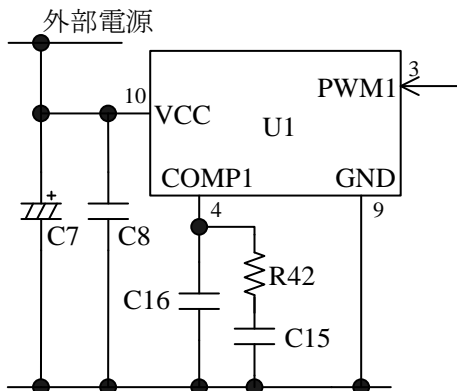 外部電源
3
10
PWM1
VCC
U1
COMP1
GND
+
4
9
C7
C8
R42
C16
C15